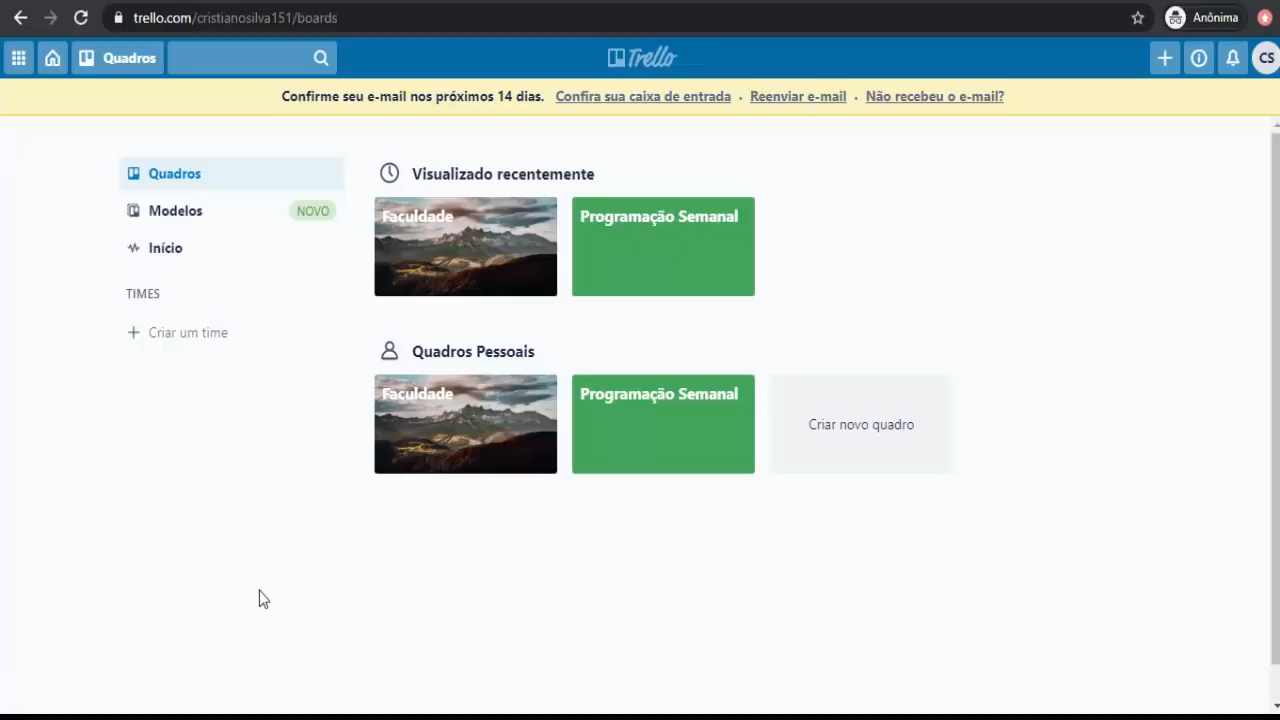 trello.com/cristianosilva151/boards
Anônima
Quadros
Trello
CS
Confirme seu e-mail nos próximos 14 dias. Confira sua caixa de entrada · Reenviar e-mail · Não recebeu o e-mail?
Quadros
Modelos NOVO
Início
TIMES
Criar um time
Visualizado recentemente
Faculdade
Programação Semanal
Quadros Pessoais
Faculdade
Programação Semanal
Criar novo quadro